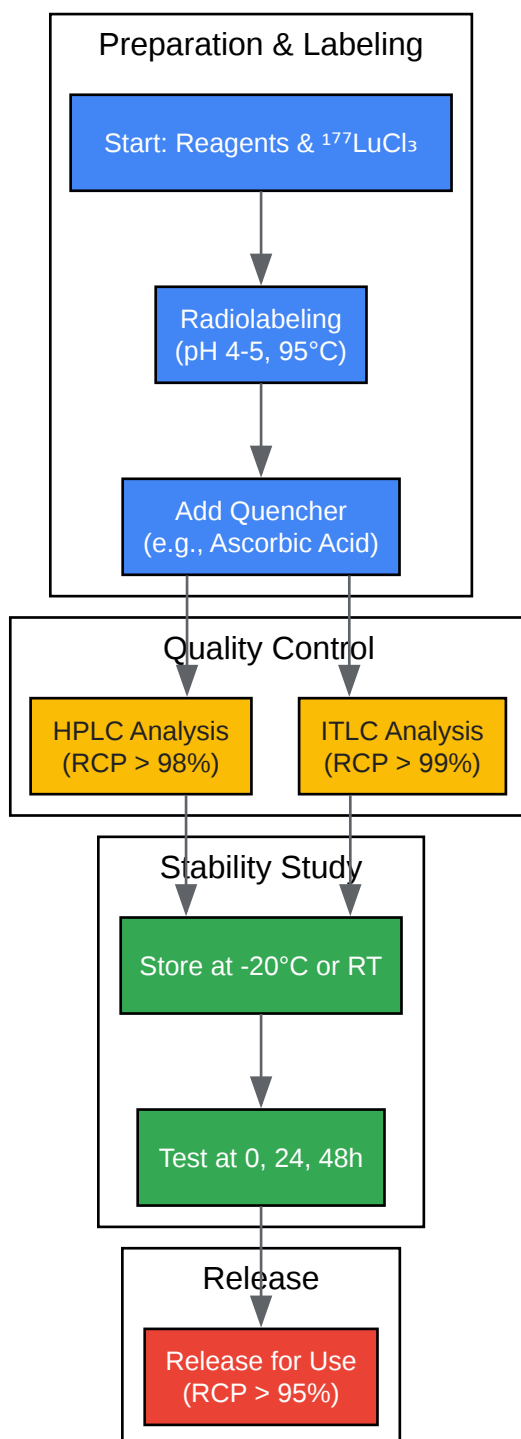 Preparation & Labeling
Start: Reagents & ¹⁷⁷LuCl₃
Radiolabeling
(pH 4-5, 95°C)
Add Quencher
(e.g., Ascorbic Acid)
Quality Control
HPLC Analysis
(RCP > 98%)
ITLC Analysis
(RCP > 99%)
Stability Study
Store at -20°C or RT
Test at 0, 24, 48h
Release
Release for Use
(RCP > 95%)